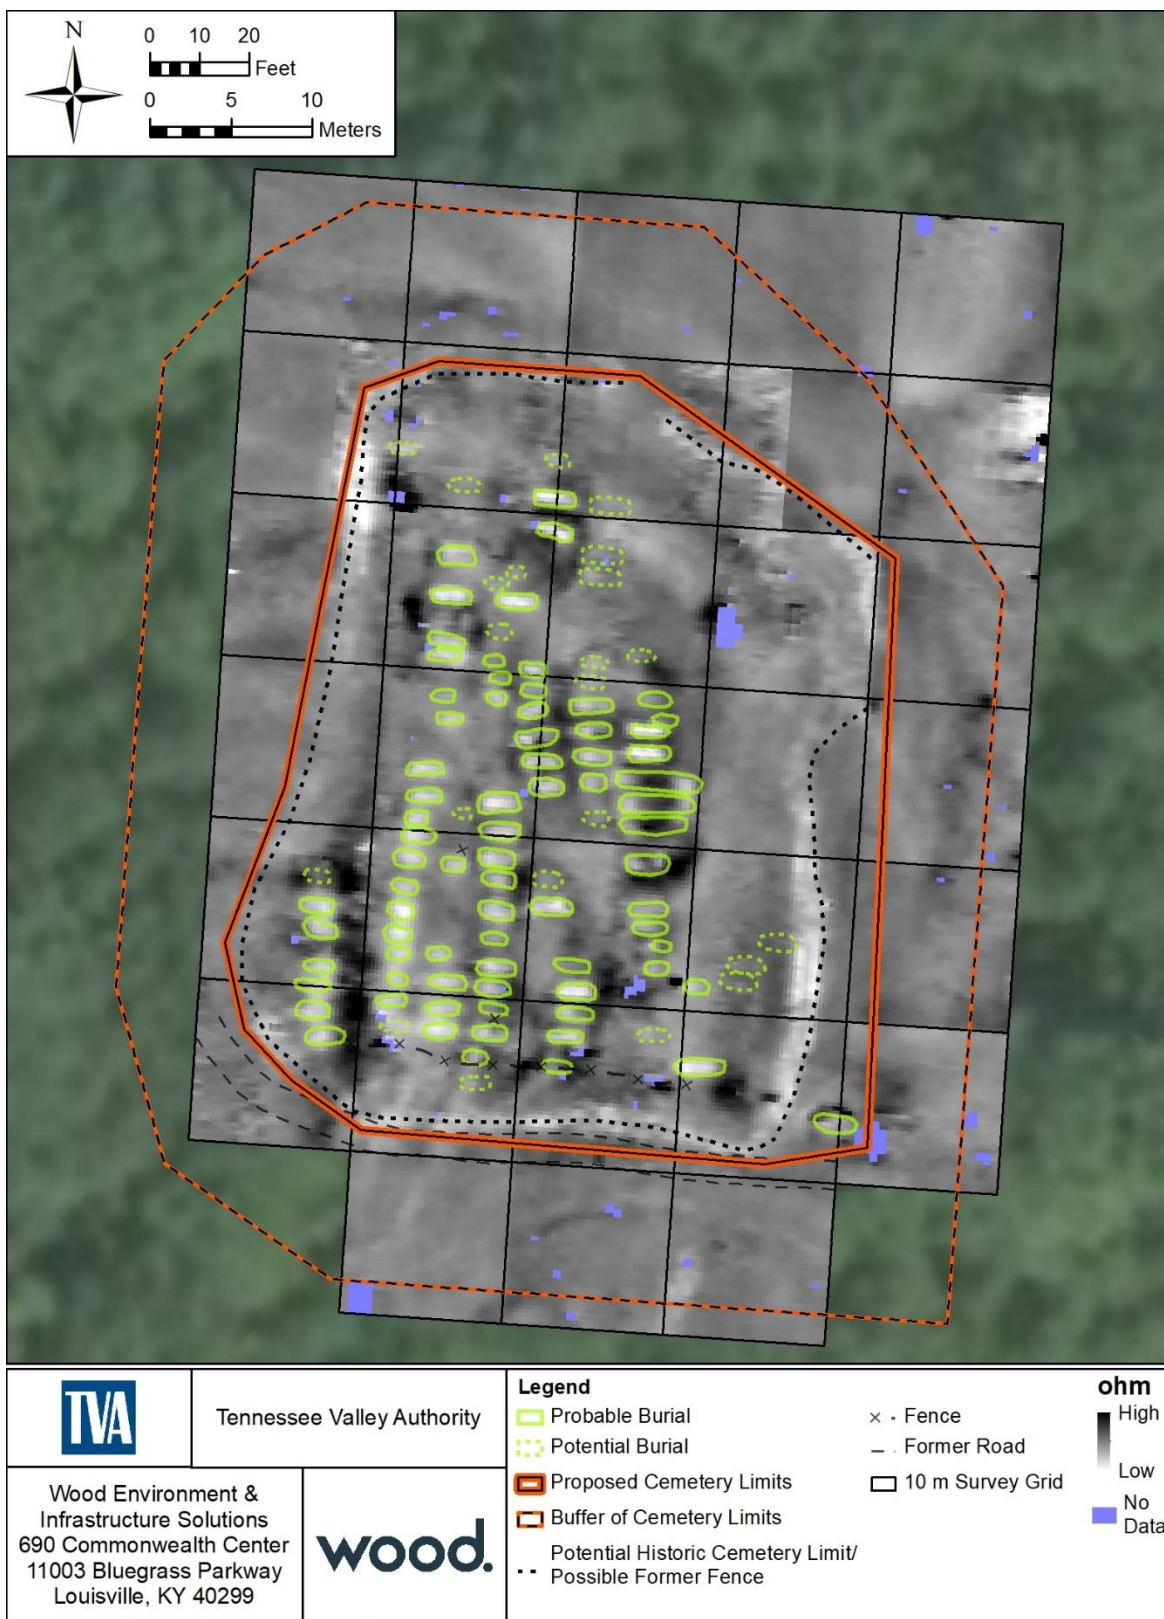 N
0 10 20
Feet
0 5 10
Meters
TVA
Tennessee Valley Authority
Wood Environment &
Infrastructure Solutions
690 Commonwealth Center
11003 Bluegrass Parkway
Louisville, KY 40299
wood.
Legend
Probable Burial
Potential Burial
Proposed Cemetery Limits
Buffer of Cemetery Limits
Potential Historic Cemetery Limit/
Possible Former Fence
Fence
Former Road
10 m Survey Grid
ohm
High
Low
No
Data